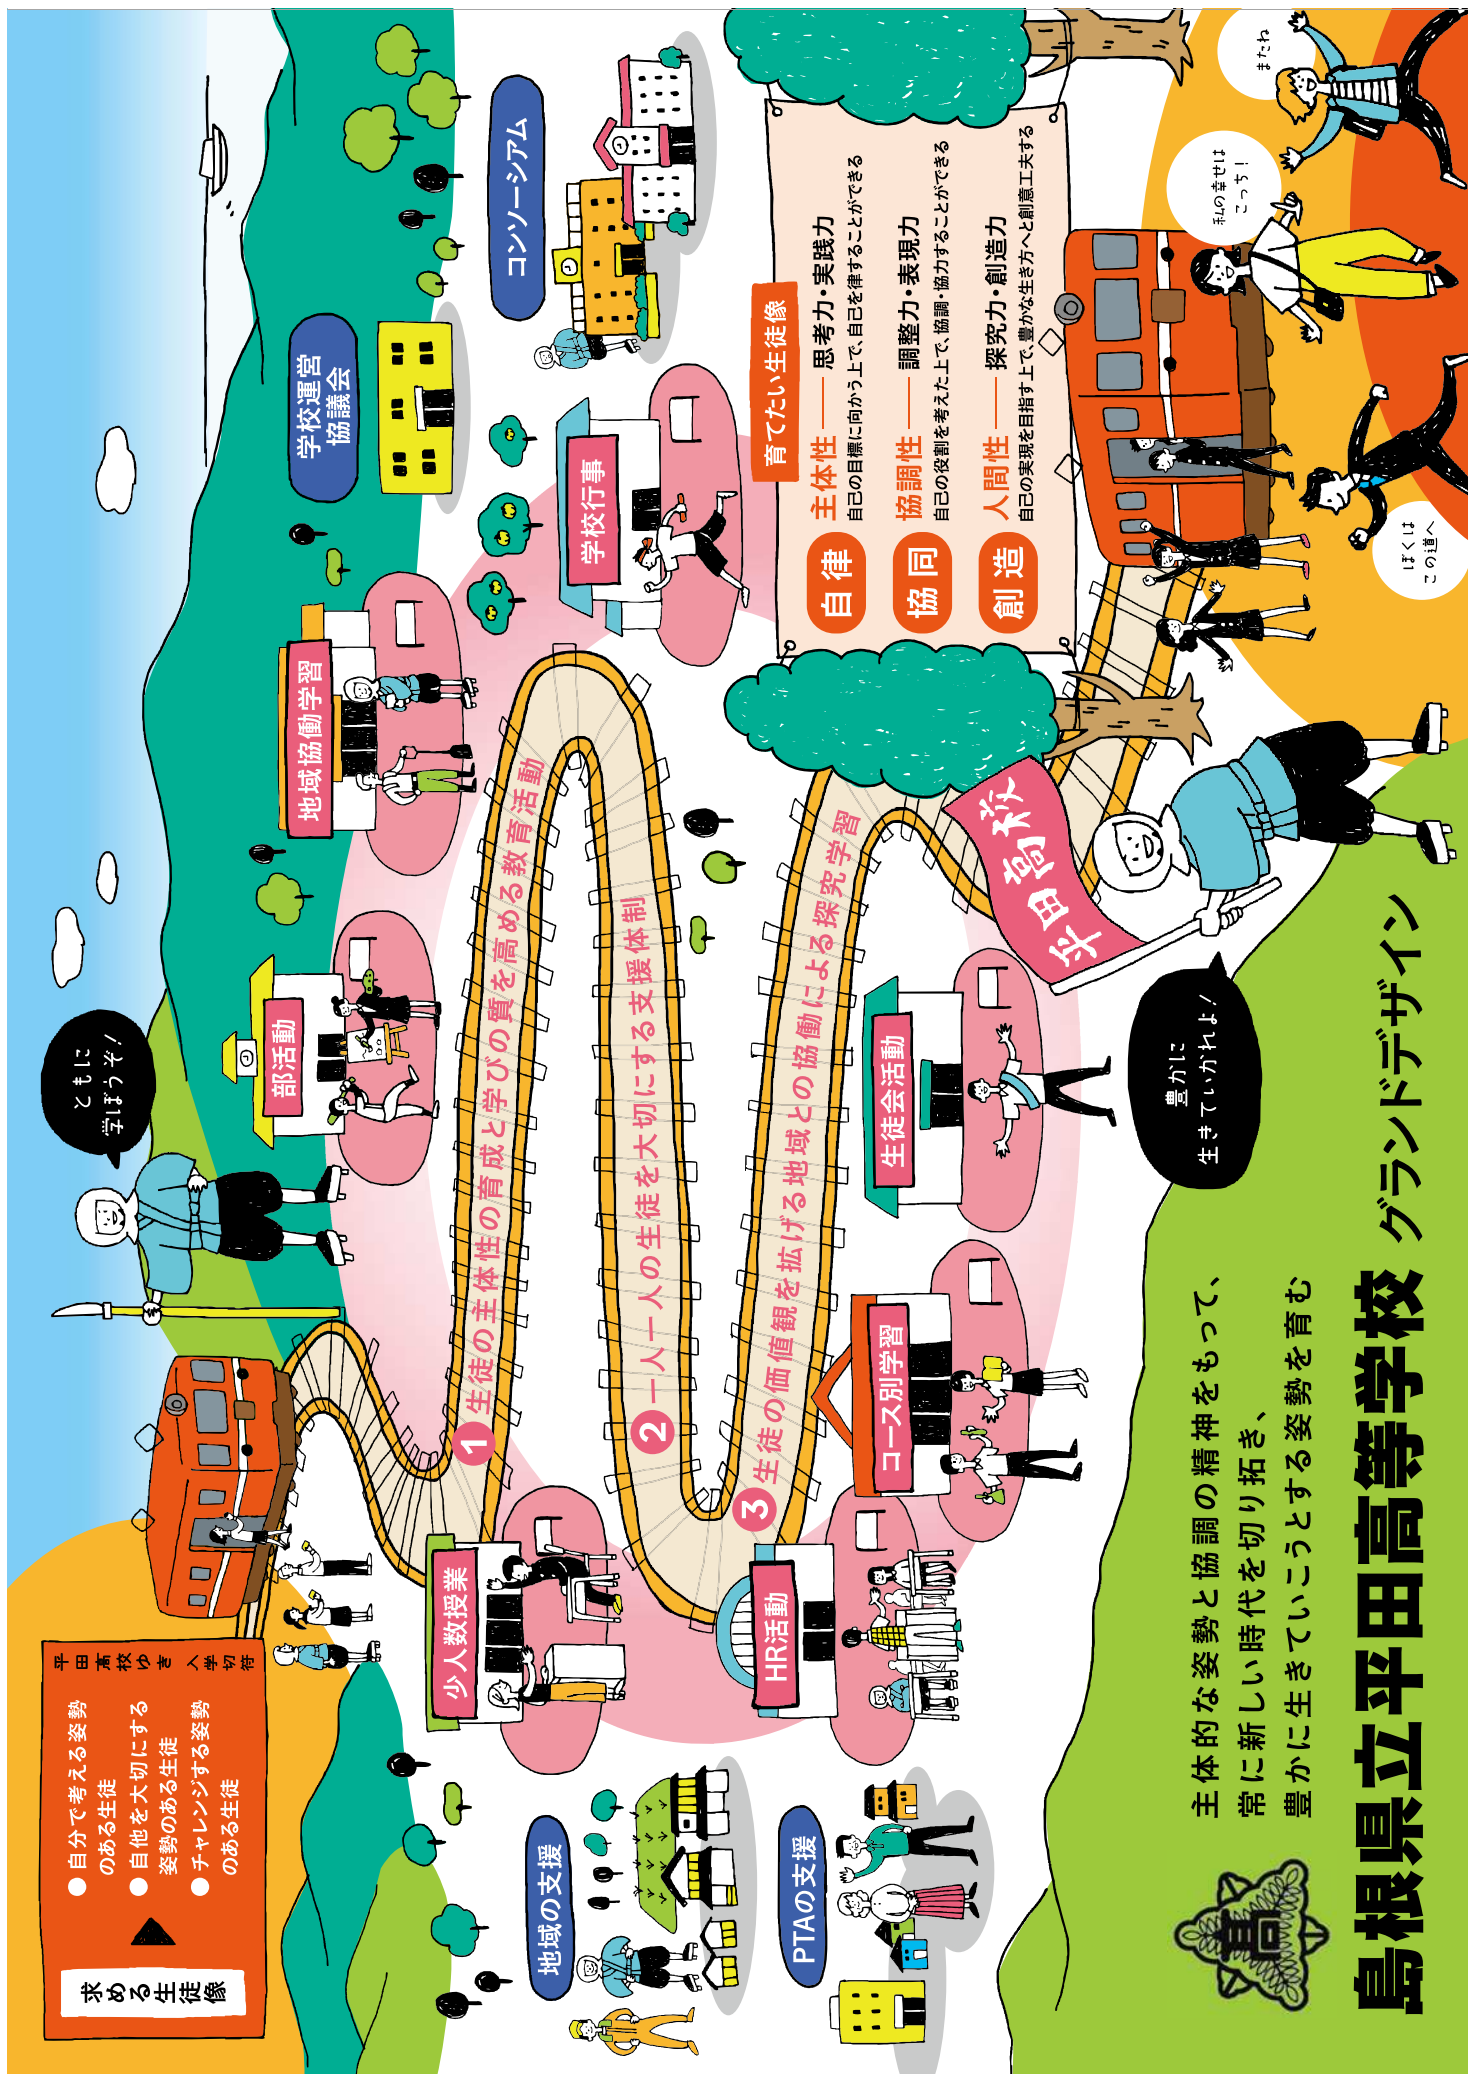 平田高校ゆき 入学切符
求める生徒像
●自分で考える姿勢
のある生徒
●自他を大切にする
姿勢のある生徒
●チャレンジする姿勢
のある生徒
ともに
学ぼうぞ！
部活動
地域協働学習
学校運営
協議会
コンソーシアム
学校行事
少人数授業
1 生徒の主体性の育成と学びの質を高める教育活動
2 一人一人の生徒を大切にする支援体制
3 生徒の価値観を拡げる地域との協働による探究学習
地域の支援
PTAの支援
HR活動
コース別学習
生徒会活動
育てたい生徒像
自律
主体性 ― 思考力・実践力
自己の目標に向かう上で、自己を律することができる
協同
協調性 ― 調整力・表現力
自己の役割を考えた上で、協調・協力することができる
創造
人間性 ― 探究力・創造力
自己の実現を目指す上で、豊かな生き方へと創意工夫する
平田高校
豊かに
生きていかれよ！
ぼくは
この道へ
私の幸せは
こっち！
またね
主体的な姿勢と協調の精神をもって、
常に新しい時代を切り拓き、
豊かに生きていこうとする姿勢を育む
高
島根県立平田高等学校 グランドデザイン